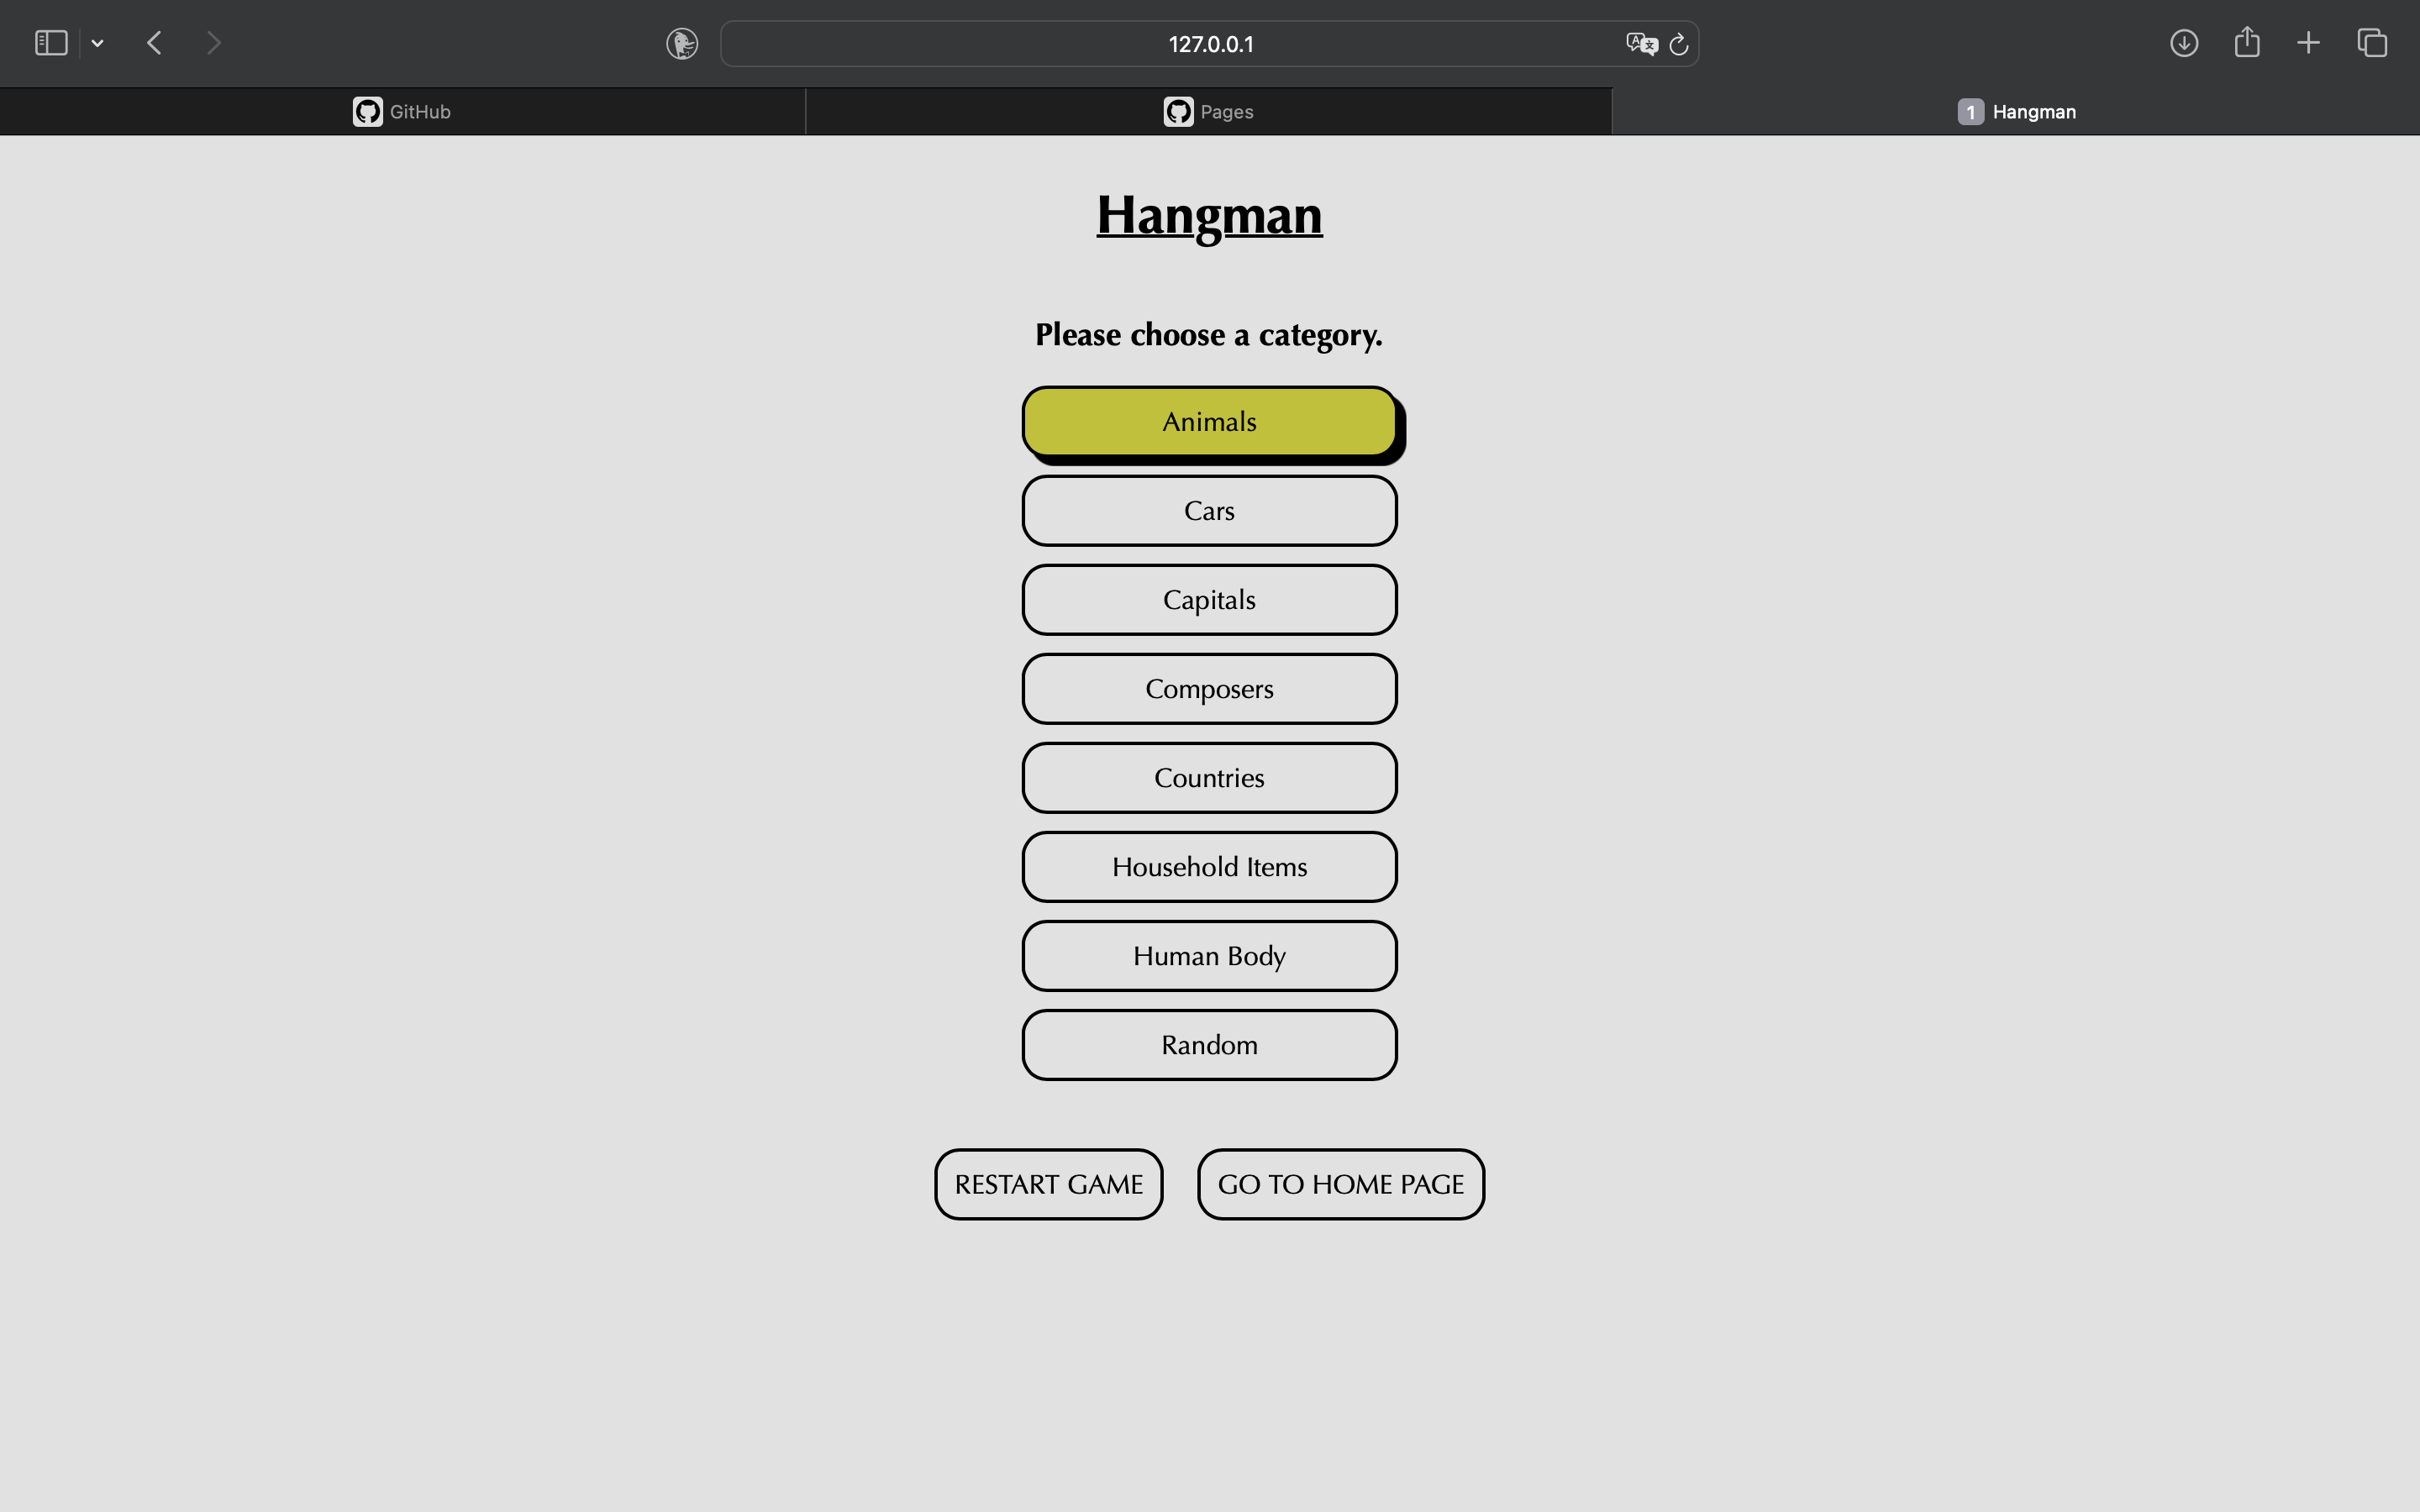 127.0.0.1
GitHub
Pages
1 Hangman
Hangman
Please choose a category.
Animals
Cars
Capitals
Composers
Countries
Household Items
Human Body
Random
RESTART GAME
GO TO HOME PAGE